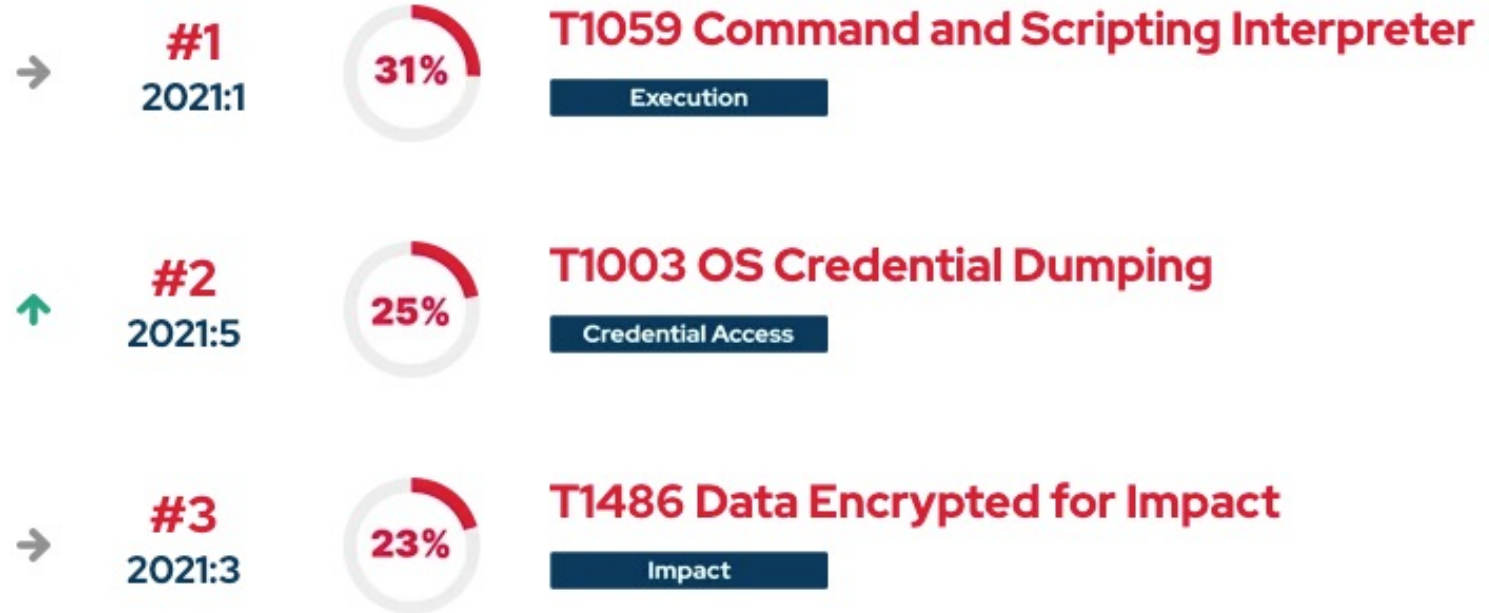 #1
2021:1
31%
T1059 Command and Scripting Interpreter
Execution
#2
2021:5
25%
T1003 OS Credential Dumping
Credential Access
#3
2021:3
23%
T1486 Data Encrypted for Impact
Impact